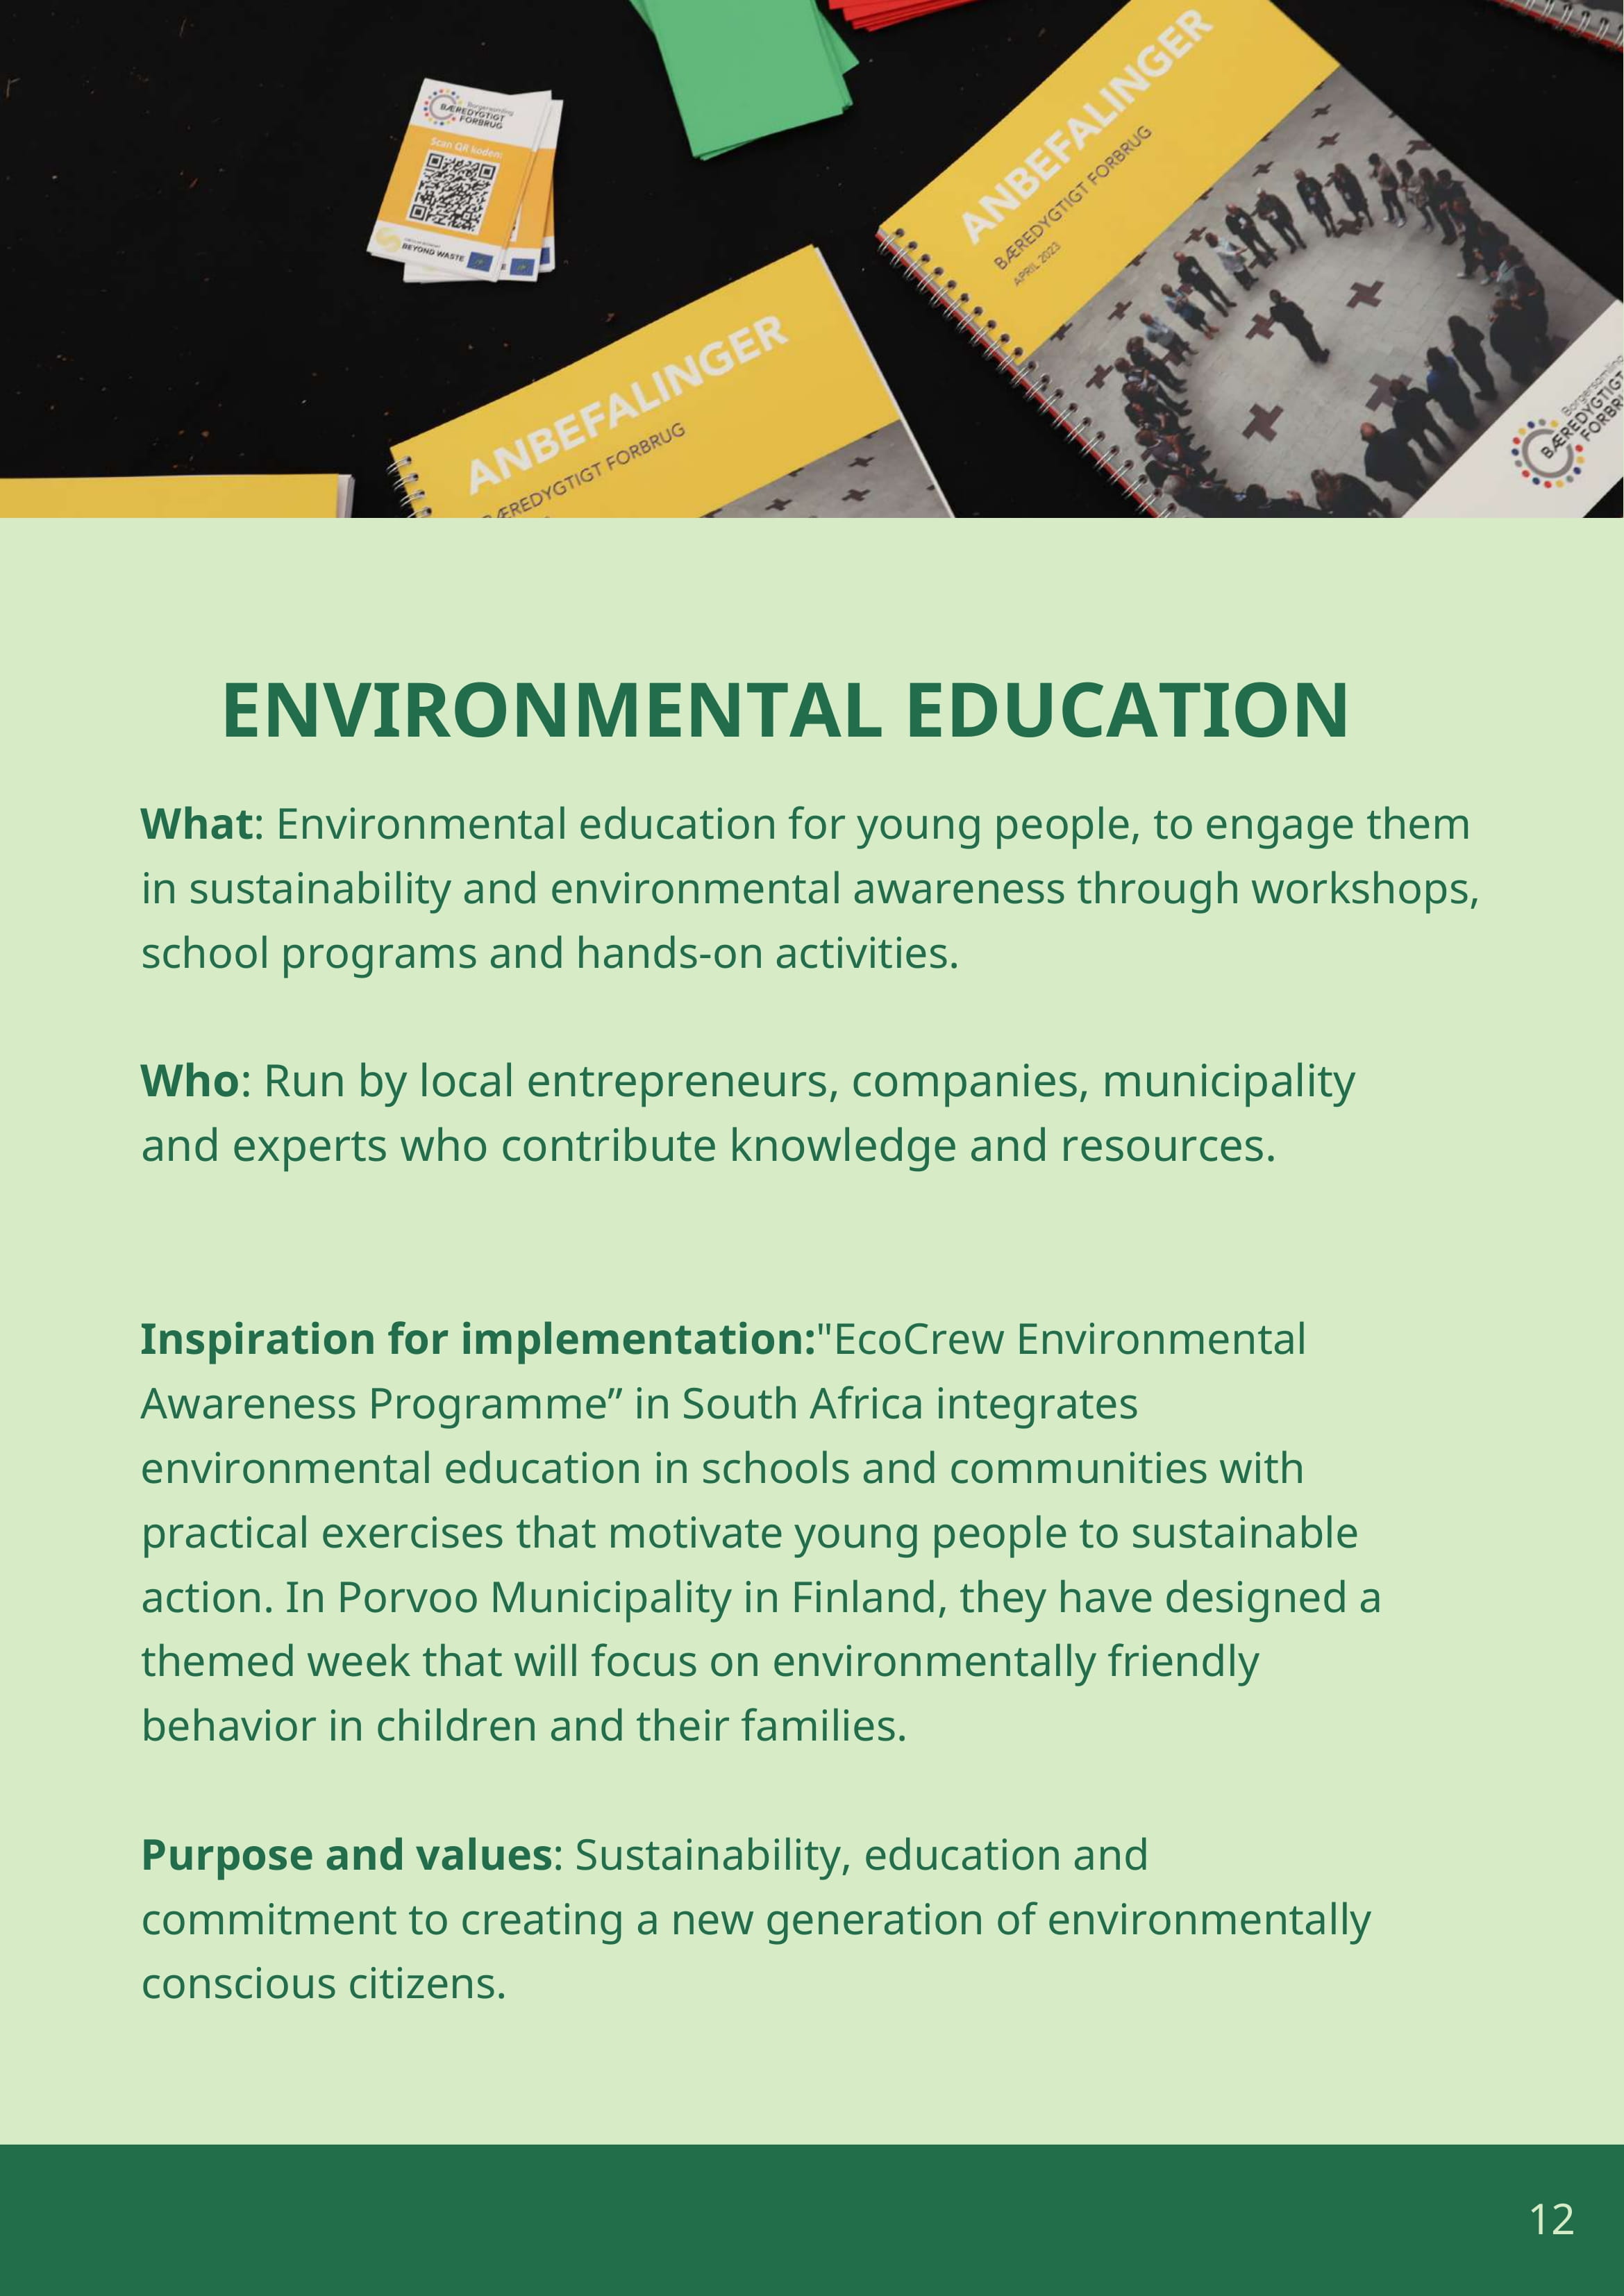 Borgersamling
BÆREDYGTIGT
FORBRUG
Scan QR koden:
BEYOND WASTE
ANBEFALINGER
BÆREDYGTIGT FORBRUG
APRIL 2023
ANBEFALINGER
BÆREDYGTIGT FORBRUG
Borgersamling
BÆREDYGTIGT
ENVIRONMENTAL EDUCATION
What: Environmental education for young people, to engage them
in sustainability and environmental awareness through workshops,
school programs and hands-on activities.
Who: Run by local entrepreneurs, companies, municipality
and experts who contribute knowledge and resources.
Inspiration for implementation:"EcoCrew Environmental
Awareness Programme” in South Africa integrates
environmental education in schools and communities with
practical exercises that motivate young people to sustainable
action. In Porvoo Municipality in Finland, they have designed a
themed week that will focus on environmentally friendly
behavior in children and their families.
Purpose and values: Sustainability, education and
commitment to creating a new generation of environmentally
conscious citizens.
12